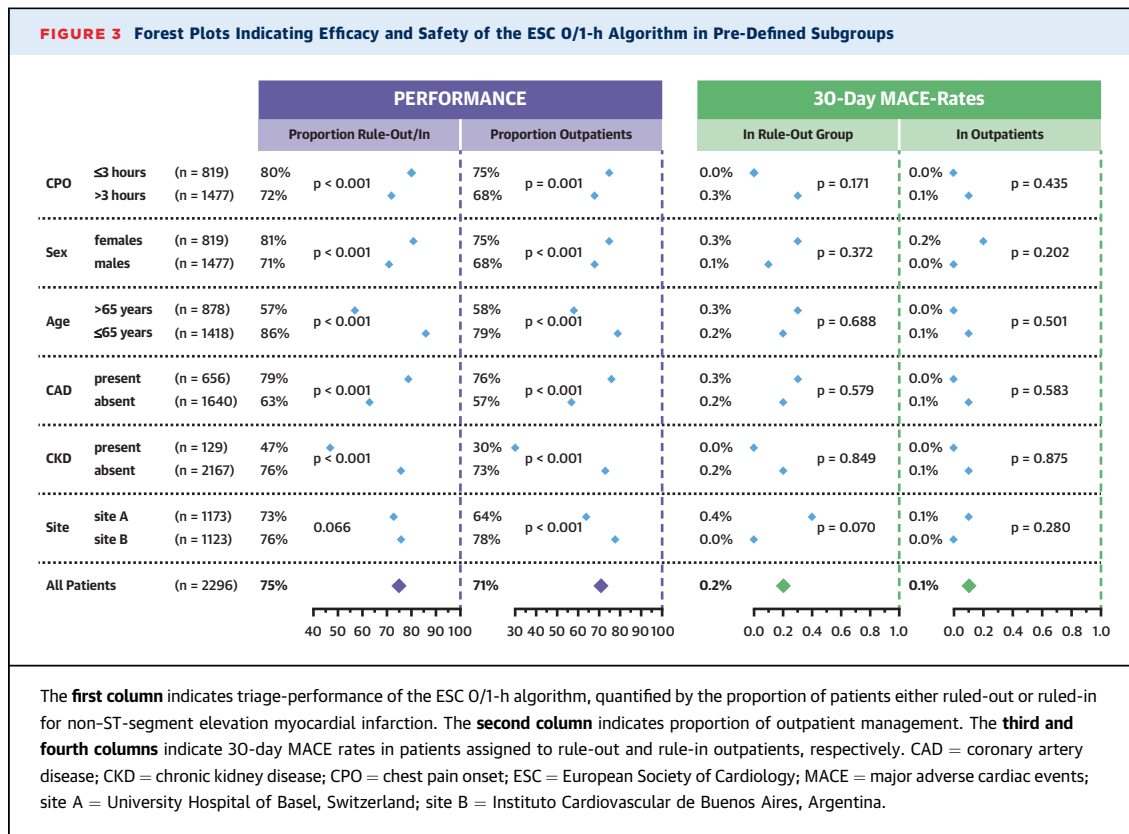 FIGURE 3 Forest Plots Indicating Efficacy and Safety of the ESC 0/1-h Algorithm in Pre-Defined Subgroups
PERFORMANCE 30-Day MACE-Rates
Proportion Rule-Out/In Proportion Outpatients In Rule-Out Group In Outpatients
CPO
≤3 hours (n = 819) 80% 75% 0.0% 0.0%
p < 0.001 p = 0.001 p = 0.171 p = 0.435
>3 hours (n = 1477) 72% 68% 0.3% 0.1%
Sex
females (n = 819) 81% 75% 0.3% 0.2%
p < 0.001 p < 0.001 p = 0.372 p = 0.202
males (n = 1477) 71% 68% 0.1% 0.0%
Age
>65 years (n = 878) 57% 58% 0.3% 0.0%
p < 0.001 p < 0.001 p = 0.688 p = 0.501
≤65 years (n = 1418) 86% 79% 0.2% 0.1%
CAD
present (n = 656) 79% 76% 0.3% 0.0%
p < 0.001 p < 0.001 p = 0.579 p = 0.583
absent (n = 1640) 63% 57% 0.2% 0.1%
CKD
present (n = 129) 47% 30% 0.0% 0.0%
p < 0.001 p < 0.001 p = 0.849 p = 0.875
absent (n = 2167) 76% 73% 0.2% 0.1%
Site
site A (n = 1173) 73% 64% 0.4% 0.1%
0.066 p < 0.001 p = 0.070 p = 0.280
site B (n = 1123) 76% 78% 0.0% 0.0%
All Patients (n = 2296) 75% 71% 0.2% 0.1%
40 50 60 70 80 90 100 30 40 50 60 70 80 90 100 0.0 0.2 0.4 0.6 0.8 1.0 0.0 0.2 0.4 0.6 0.8 1.0
The first column indicates triage-performance of the ESC 0/1-h algorithm, quantified by the proportion of patients either ruled-out or ruled-in
for non–ST-segment elevation myocardial infarction. The second column indicates proportion of outpatient management. The third and
fourth columns indicate 30-day MACE rates in patients assigned to rule-out and rule-in outpatients, respectively. CAD = coronary artery
disease; CKD = chronic kidney disease; CPO = chest pain onset; ESC = European Society of Cardiology; MACE = major adverse cardiac events;
site A = University Hospital of Basel, Switzerland; site B = Instituto Cardiovascular de Buenos Aires, Argentina.